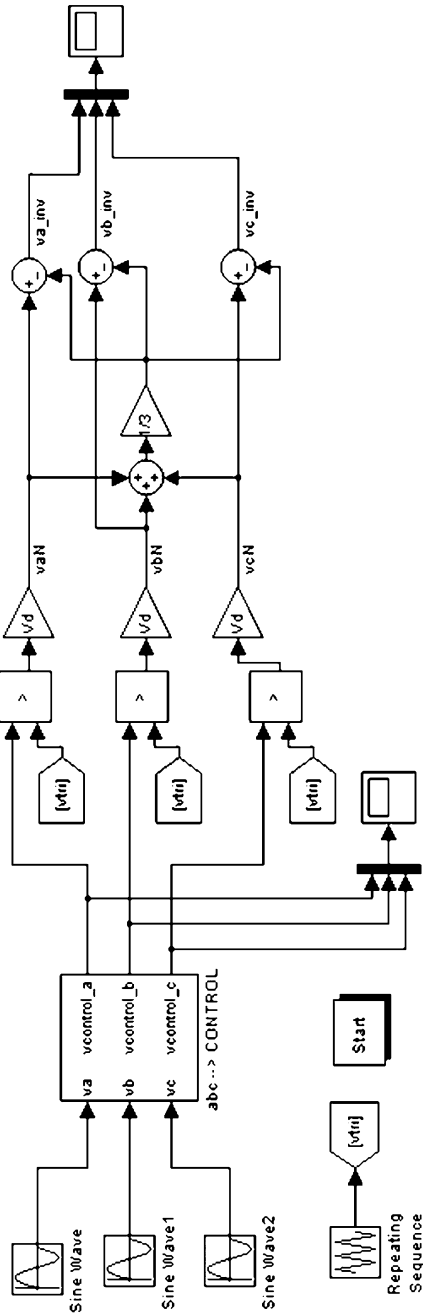 Sine Wave
Sine Wave1
Sine Wave2
va
vcontrol_a
vb
vcontrol_b
vc
vcontrol_c
abc --> CONTROL
[vtri]
>
Vd
vaN
[vtri]
>
Vd
vbN
[vtri]
>
Vd
vcN
+
+
+
1/3
+
-
va_inv
+
-
vb_inv
+
-
vc_inv
Repeating
Sequence
[vtri]
Start